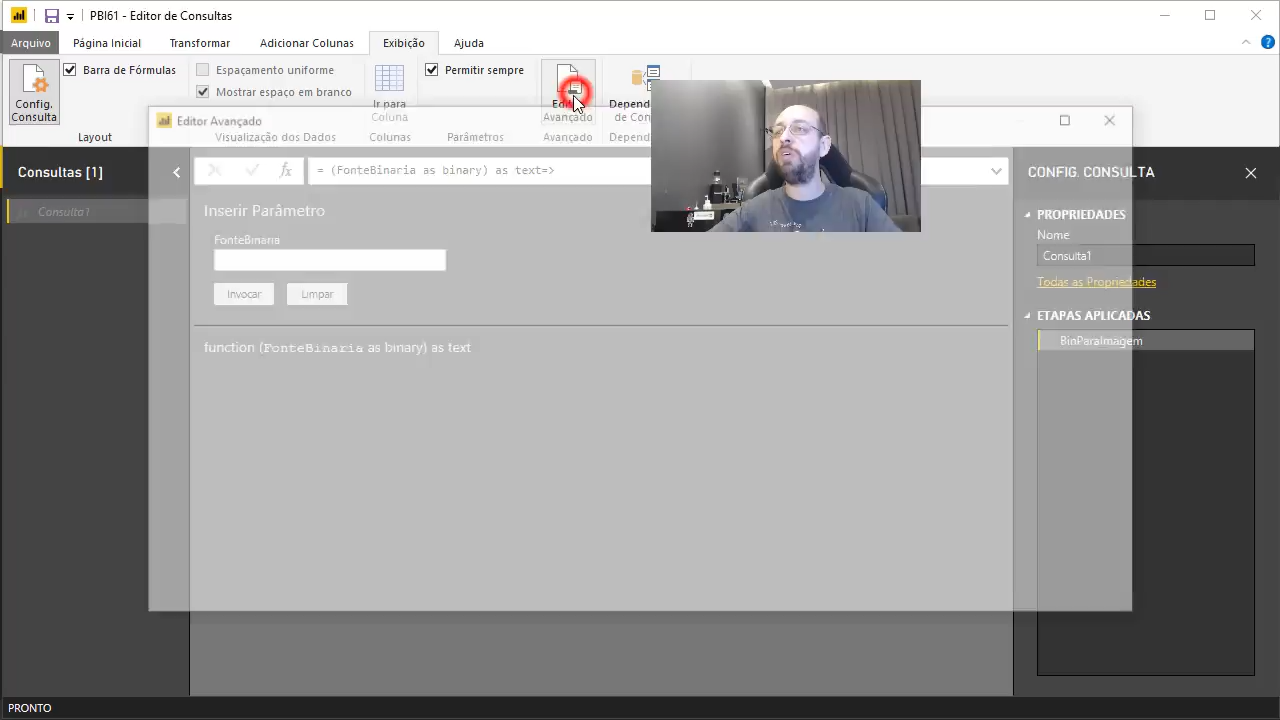 PBI61 - Editor de Consultas
Arquivo
Página Inicial
Transformar
Adicionar Colunas
Exibição
Ajuda
Config.
Consulta
Barra de Fórmulas
Layout
Espaçamento uniforme
Mostrar espaço em branco
Visualização dos Dados
Ir para
Coluna
Colunas
Permitir sempre
Parâmetros
Avançado
Avançado
Editor Avançado
Consultas [1]
Consulta1
fx
= (FonteBinaria as binary) as text=>
Inserir Parâmetro
FonteBinaria
Invocar
Limpar
function (FonteBinaria as binary) as text
CONFIG. CONSULTA
PROPRIEDADES
Nome
Consulta1
Todas as Propriedades
ETAPAS APLICADAS
BinParaImagem
PRONTO